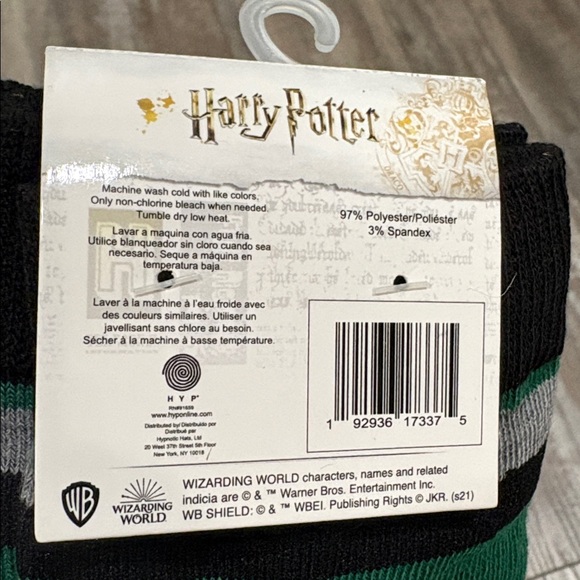 Harry Potter
Machine wash cold with like colors.
Only non-chlorine bleach when needed.
Tumble dry low heat.
Lavar a maquina con agua fria.
Utilice blanqueador sin cloro cuando sea
necesario. Seque a máquina en
temperatura baja.
Laver à la machine à l'eau froide avec
des couleurs similaires. Utiliser un
javellisant sans chlore au besoin.
Sécher à la machine à basse température.
97% Polyester/Poliéster
3% Spandex
HYP
www.hyponline.com
Distributed by/ Distribuido por
Distribué par
Hypnotic Hats, Ltd
20 West 37th Street 5th Floor
New York, NY 10018
1 92936 17337 5
WB
WIZARDING
WORLD
WIZARDING WORLD characters, names and related
indicia are © & ™ Warner Bros. Entertainment Inc.
WB SHIELD: © & ™ WBEI. Publishing Rights © JKR. (s21)